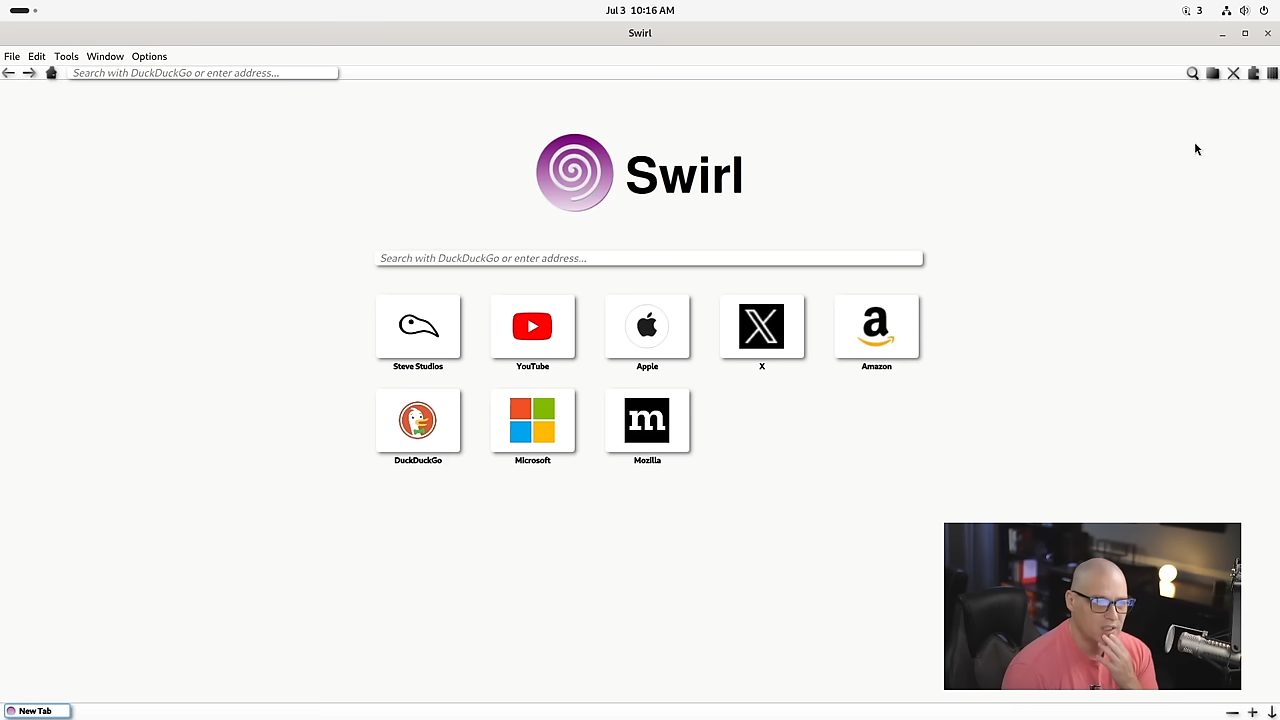 Jul 3 10:16 AM
3
Swirl
File Edit Tools Window Options
Search with DuckDuckGo or enter address...
Swirl
Search with DuckDuckGo or enter address...
Steve Studios YouTube Apple X Amazon
DuckDuckGo Microsoft Mozilla
New Tab